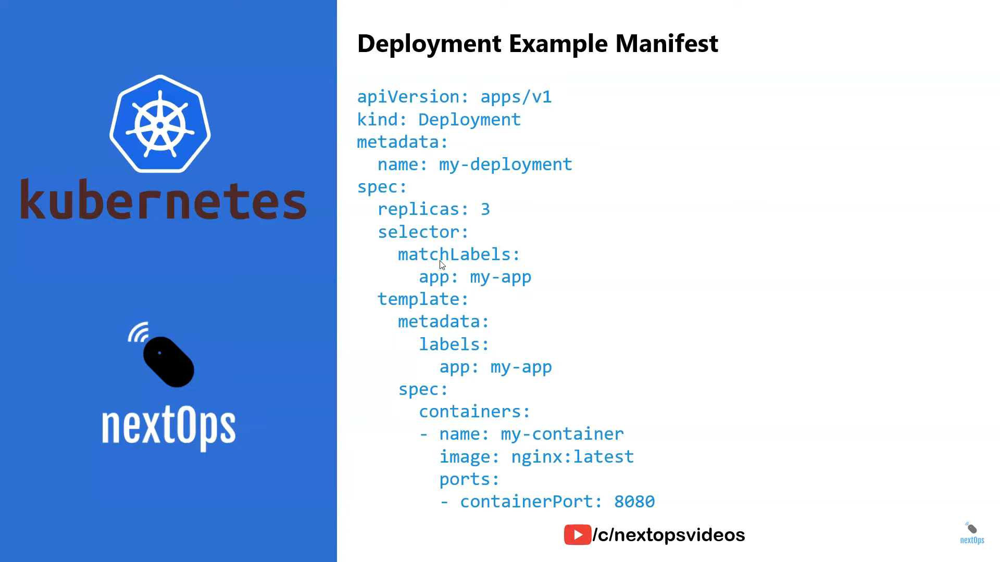 kubernetes
nextOps
Deployment Example Manifest
apiVersion: apps/v1
kind: Deployment
metadata:
  name: my-deployment
spec:
  replicas: 3
  selector:
    matchLabels:
      app: my-app
  template:
    metadata:
      labels:
        app: my-app
    spec:
      containers:
      - name: my-container
        image: nginx:latest
        ports:
        - containerPort: 8080
/c/nextopsvideos
nextOps